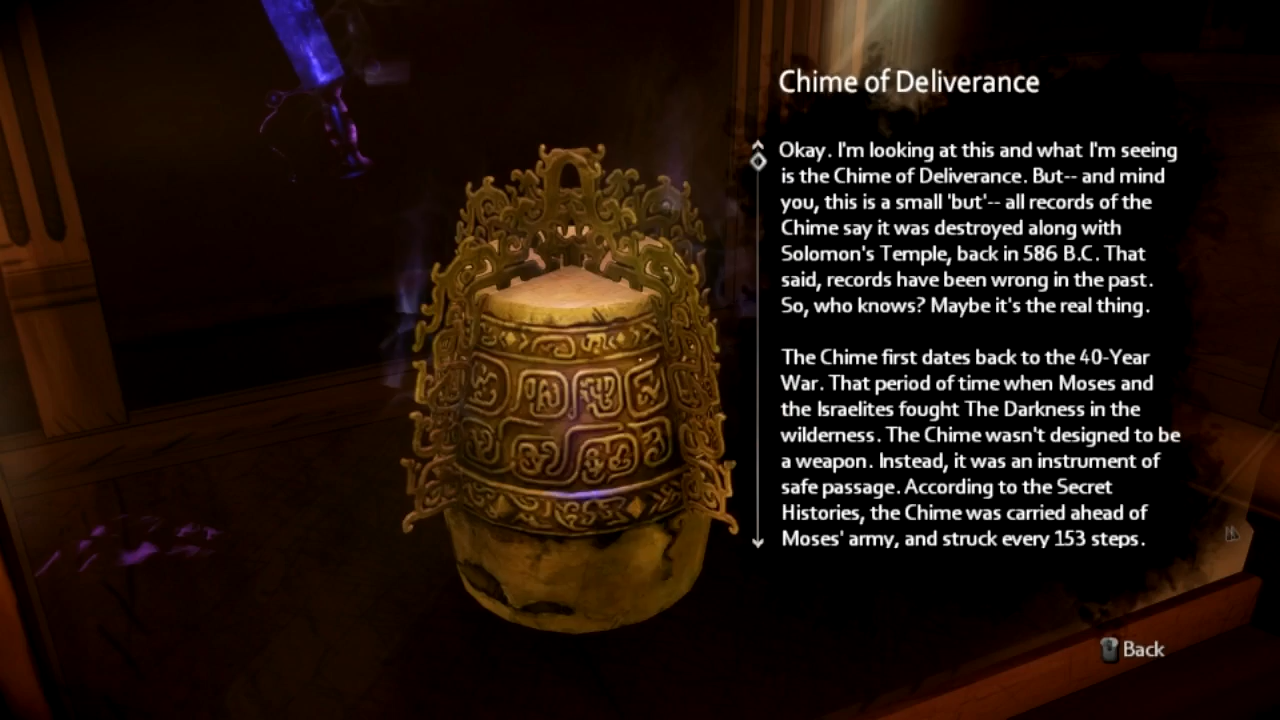 Chime of Deliverance
Okay. I'm looking at this and what I'm seeing
is the Chime of Deliverance. But-- and mind
you, this is a small 'but'-- all records of the
Chime say it was destroyed along with
Solomon's Temple, back in 586 B.C. That
said, records have been wrong in the past.
So, who knows? Maybe it's the real thing.
The Chime first dates back to the 40-Year
War. That period of time when Moses and
the Israelites fought The Darkness in the
wilderness. The Chime wasn't designed to be
a weapon. Instead, it was an instrument of
safe passage. According to the Secret
Histories, the Chime was carried ahead of
Moses' army, and struck every 153 steps.
Back